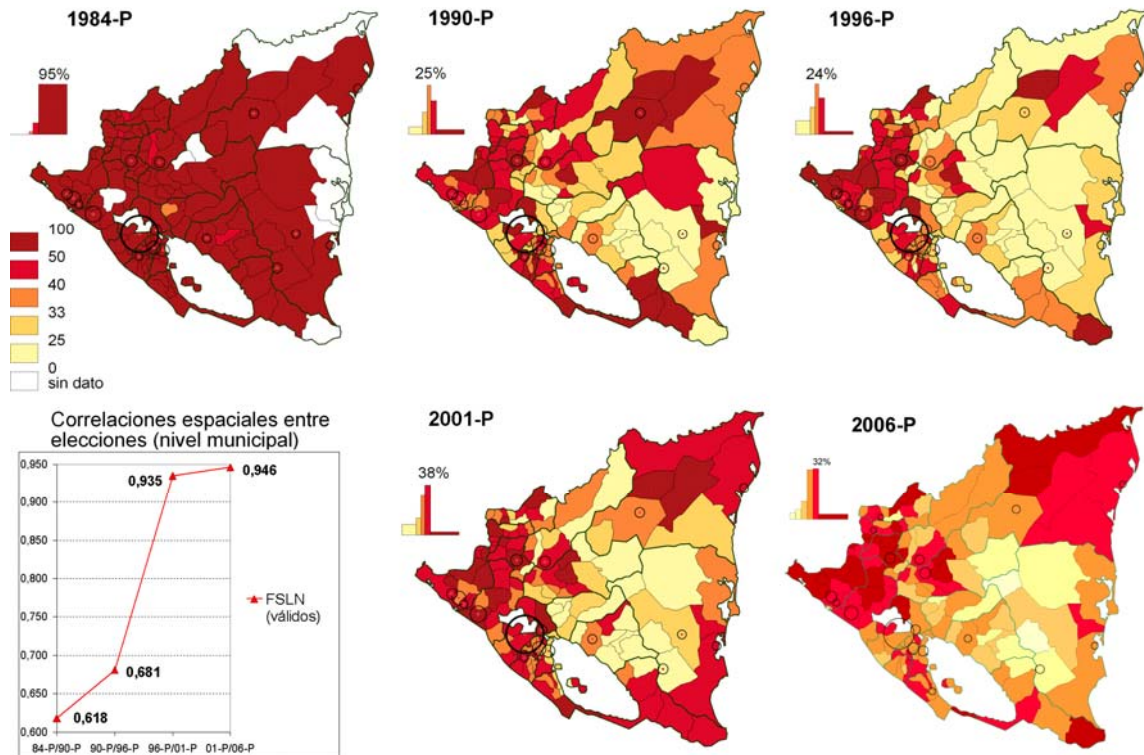 1984-P
95%
100
50
40
33
25
0
sin dato
1990-P
25%
1996-P
24%
Correlaciones espaciales entre
elecciones (nivel municipal)
0,950
0,900
0,850
0,800
0,750
0,700
0,650
0,600
0,618
0,681
0,935
0,946
84-P/90-P 90-P/96-P 96-P/01-P 01-P/06-P
FSLN
(válidos)
2001-P
38%
2006-P
32%